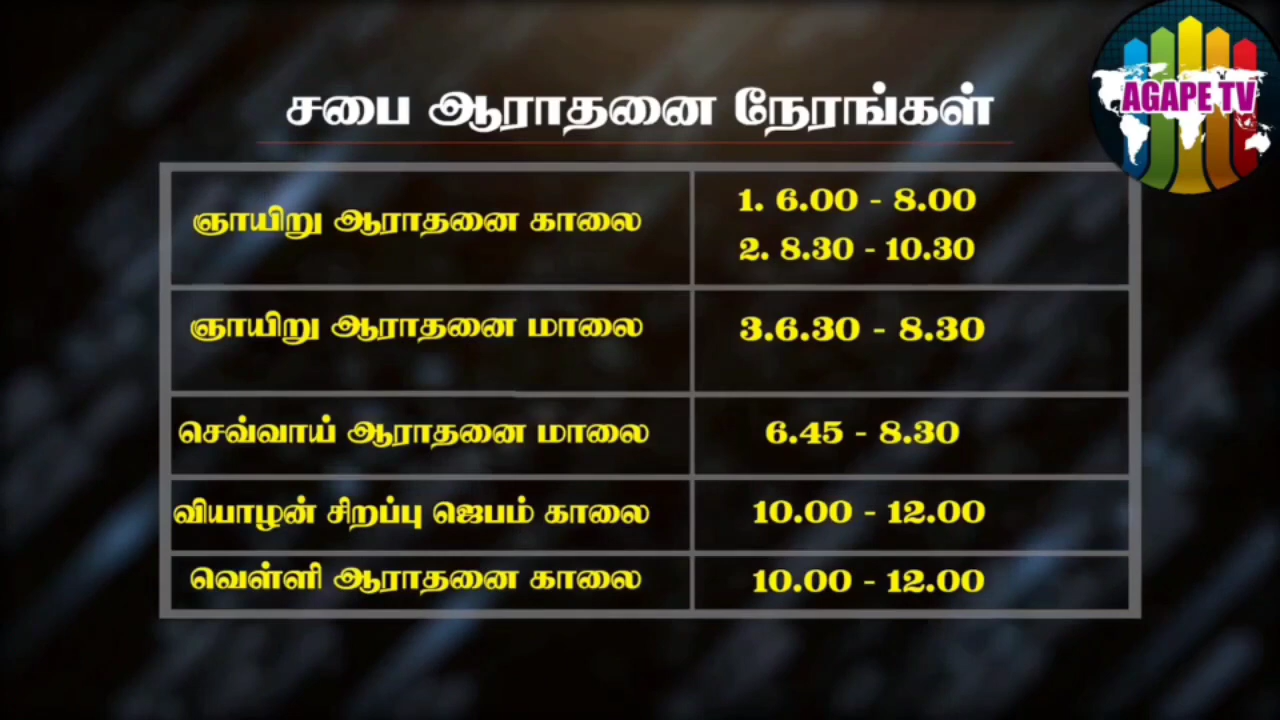 AGAPE TV
சபை ஆராதனை நேரங்கள்
ஞாயிறு ஆராதனை காலை
1. 6.00 - 8.00
2. 8.30 - 10.30
ஞாயிறு ஆராதனை மாலை
3.6.30 - 8.30
செவ்வாய் ஆராதனை மாலை
6.45 - 8.30
வியாழன் சிறப்பு ஜெபம் காலை
10.00 - 12.00
வெள்ளி ஆராதனை காலை
10.00 - 12.00